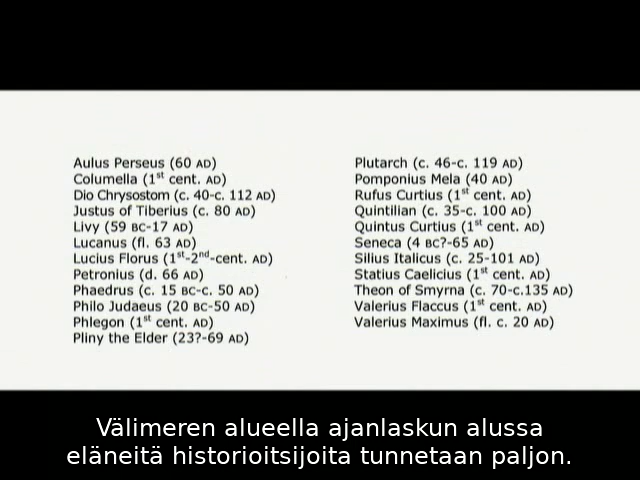 Aulus Perseus (60 AD)
Columella (1st cent. AD)
Dio Chrysostom (c. 40-c. 112 AD)
Justus of Tiberius (c. 80 AD)
Livy (59 BC-17 AD)
Lucanus (fl. 63 AD)
Lucius Florus (1st-2nd-cent. AD)
Petronius (d. 66 AD)
Phaedrus (c. 15 BC-c. 50 AD)
Philo Judaeus (20 BC-50 AD)
Phlegon (1st cent. AD)
Pliny the Elder (23?-69 AD)
Plutarch (c. 46-c. 119 AD)
Pomponius Mela (40 AD)
Rufus Curtius (1st cent. AD)
Quintilian (c. 35-c. 100 AD)
Quintus Curtius (1st cent. AD)
Seneca (4 BC?-65 AD)
Silius Italicus (c. 25-101 AD)
Statius Caelicius (1st cent. AD)
Theon of Smyrna (c. 70-c.135 AD)
Valerius Flaccus (1st cent. AD)
Valerius Maximus (fl. c. 20 AD)
Välimeren alueella ajanlaskun alussa
eläneitä historioitsijoita tunnetaan paljon.